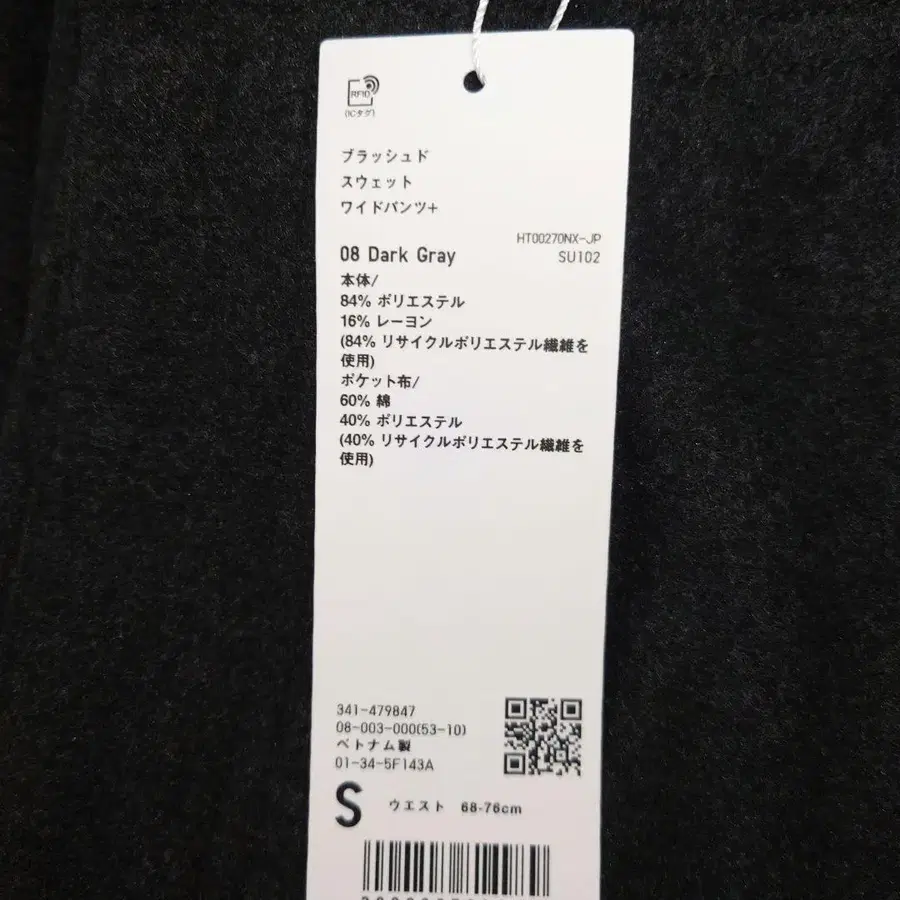 RFID
(ICタグ)
ブラッシュド
スウェット
ワイドパンツ+
HT00270NX-JP
08 Dark Gray
SU102
本体/
84% ポリエステル
16% レーヨン
(84% リサイクルポリエステル繊維を
使用)
ポケット布/
60% 綿
40% ポリエステル
(40% リサイクルポリエステル繊維を
使用)
341-479847
08-003-000(53-10)
ベトナム製
01-34-5F143A
S ウエスト 68-76cm